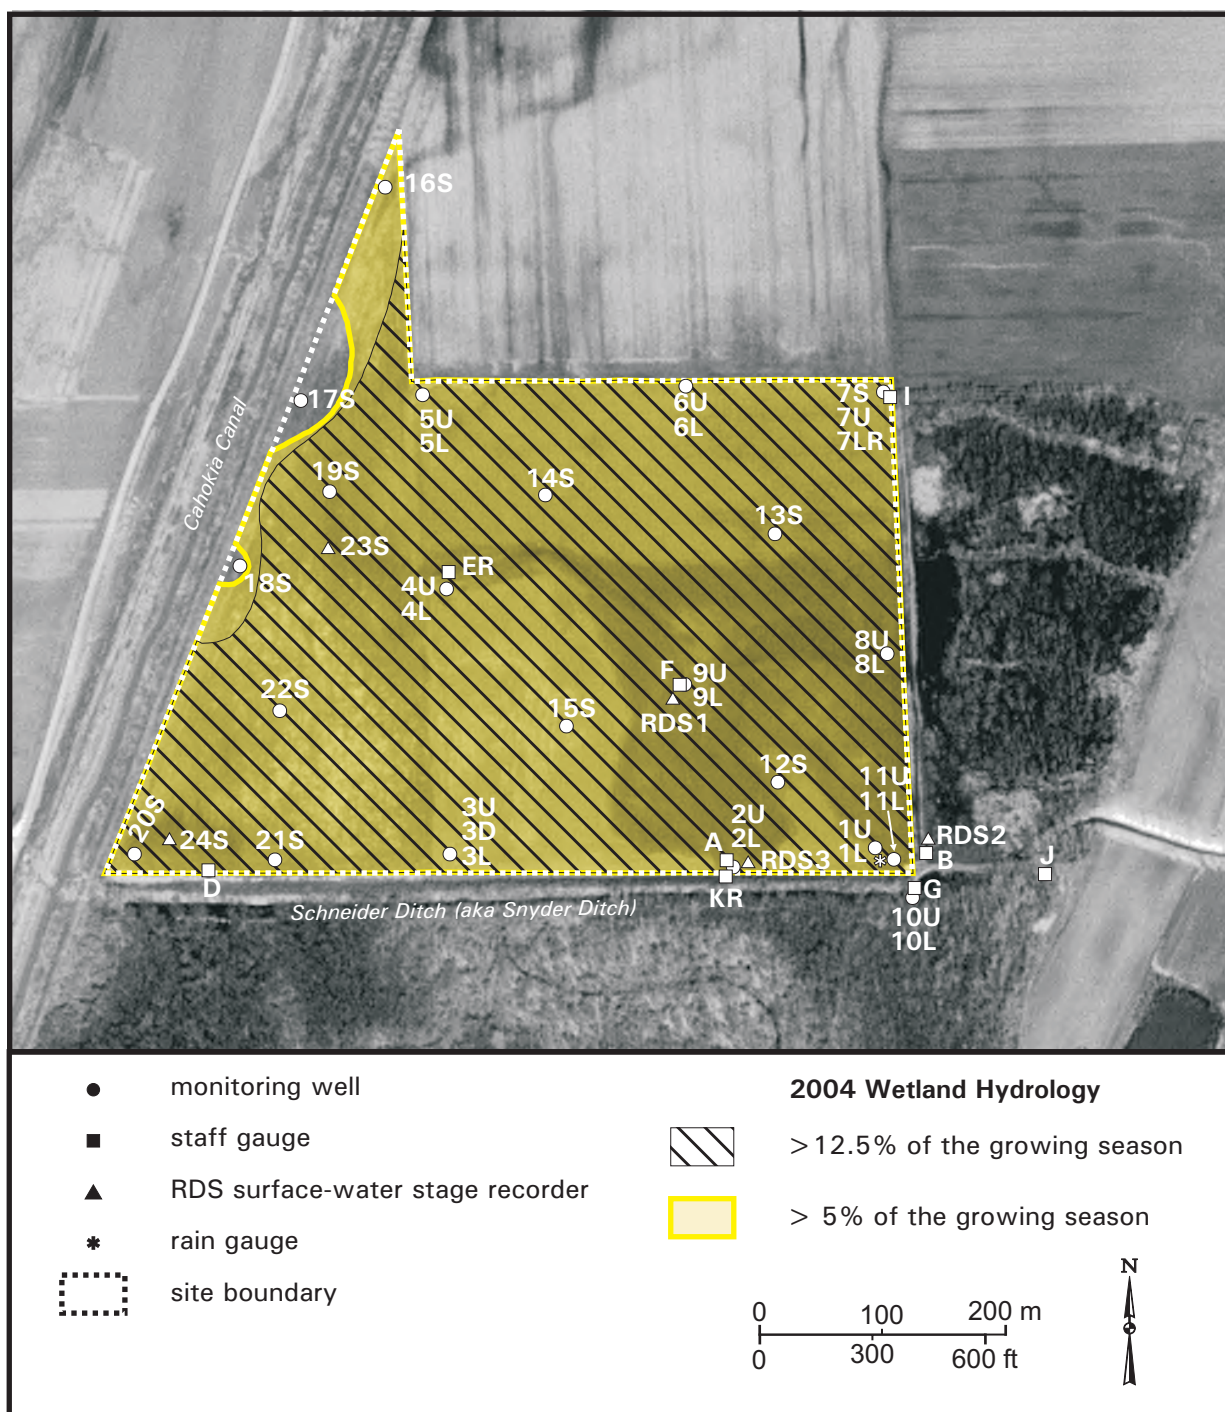 16S
17S
5U
5L
6U
6L
7S
7U
7LR
I
Cahokia Canal
19S
14S
13S
23S
ER
18S
4U
4L
8U
8L
F
9U
9L
RDS1
22S
15S
12S
11U
11L
20S
24S
21S
3U
3D
3L
2U
2L
A
RDS3
1U
1L
RDS2
B
J
D
KR
G
Schneider Ditch (aka Snyder Ditch)
10U
10L
monitoring well
staff gauge
RDS surface-water stage recorder
rain gauge
site boundary
2004 Wetland Hydrology
>12.5% of the growing season
> 5% of the growing season
N
0 100 200 m
0 300 600 ft